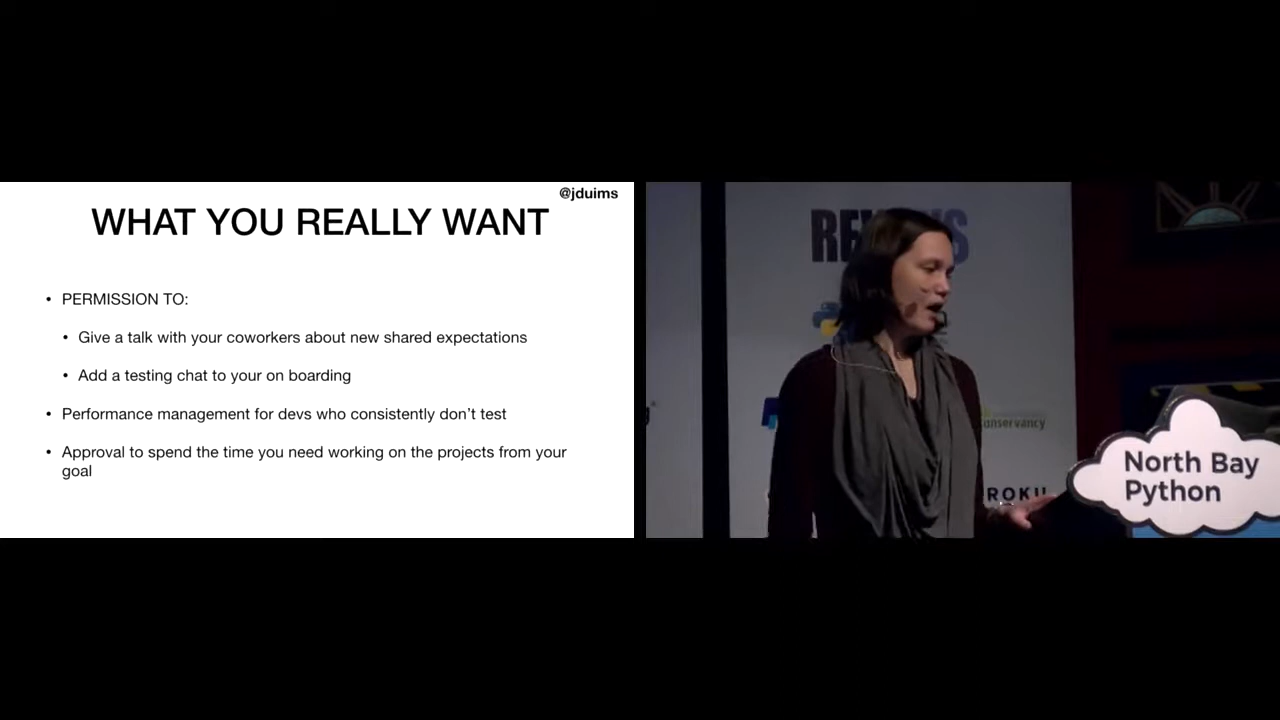 @jduims
WHAT YOU REALLY WANT
• PERMISSION TO:
• Give a talk with your coworkers about new shared expectations
• Add a testing chat to your on boarding
• Performance management for devs who consistently don't test
• Approval to spend the time you need working on the projects from your
goal
North Bay
Python